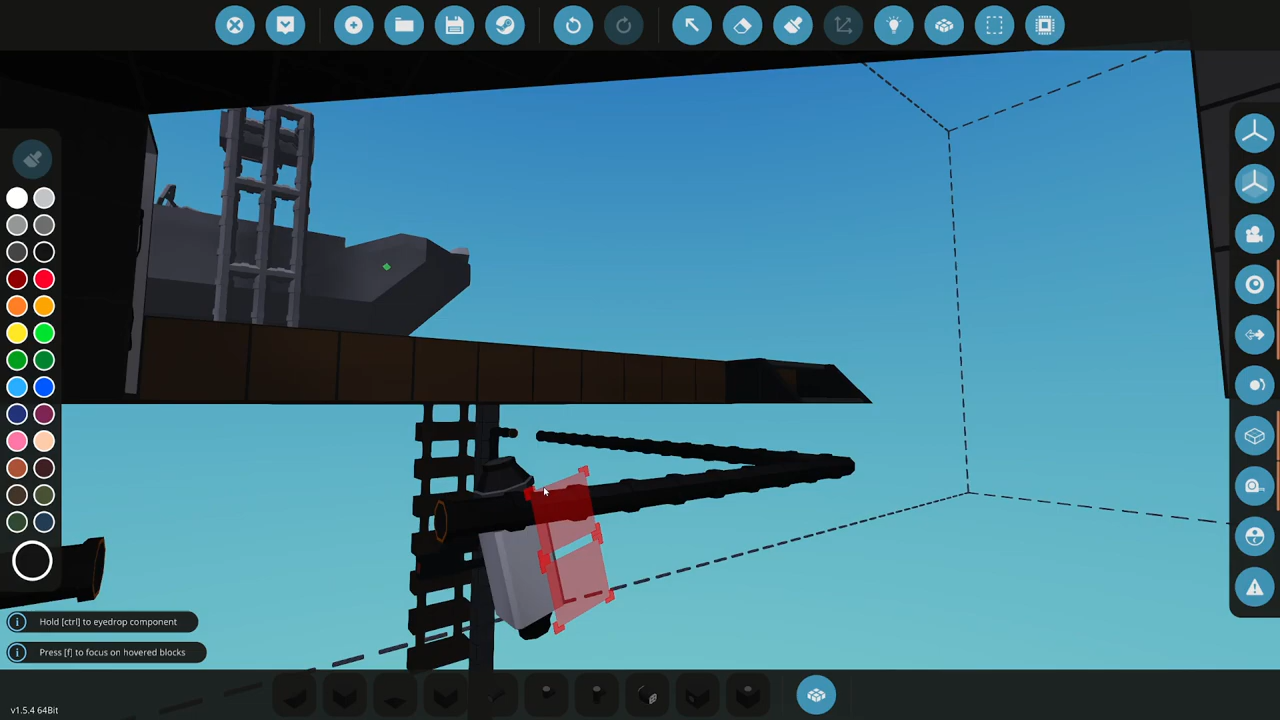 Hold [ctrl] to eyedrop component
Press [f] to focus on hovered blocks
v1.5.4 64Bit